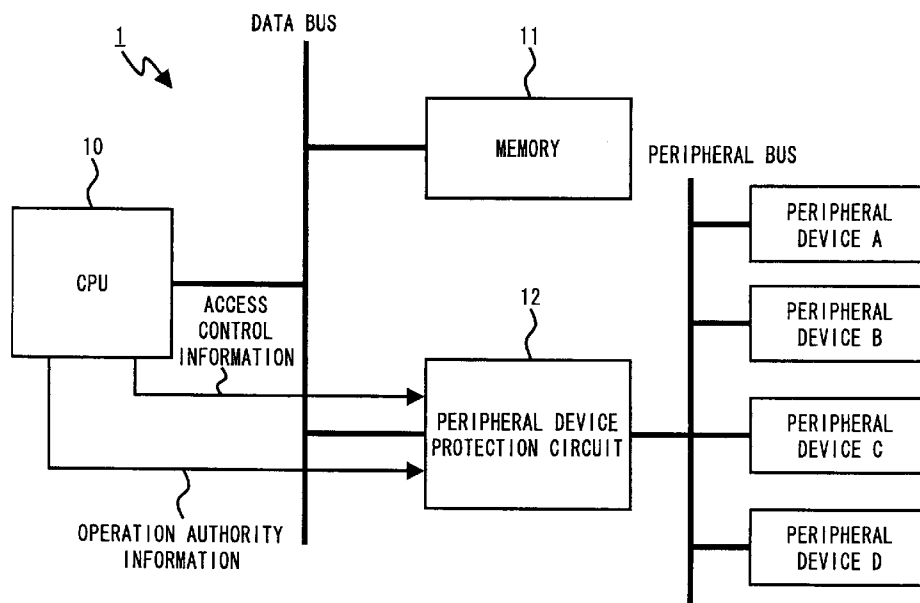 DATA BUS
1
11
MEMORY
10
CPU
PERIPHERAL BUS
PERIPHERAL
DEVICE A
ACCESS
CONTROL
INFORMATION
12
PERIPHERAL DEVICE
PROTECTION CIRCUIT
PERIPHERAL
DEVICE B
PERIPHERAL
DEVICE C
OPERATION AUTHORITY
INFORMATION
PERIPHERAL
DEVICE D